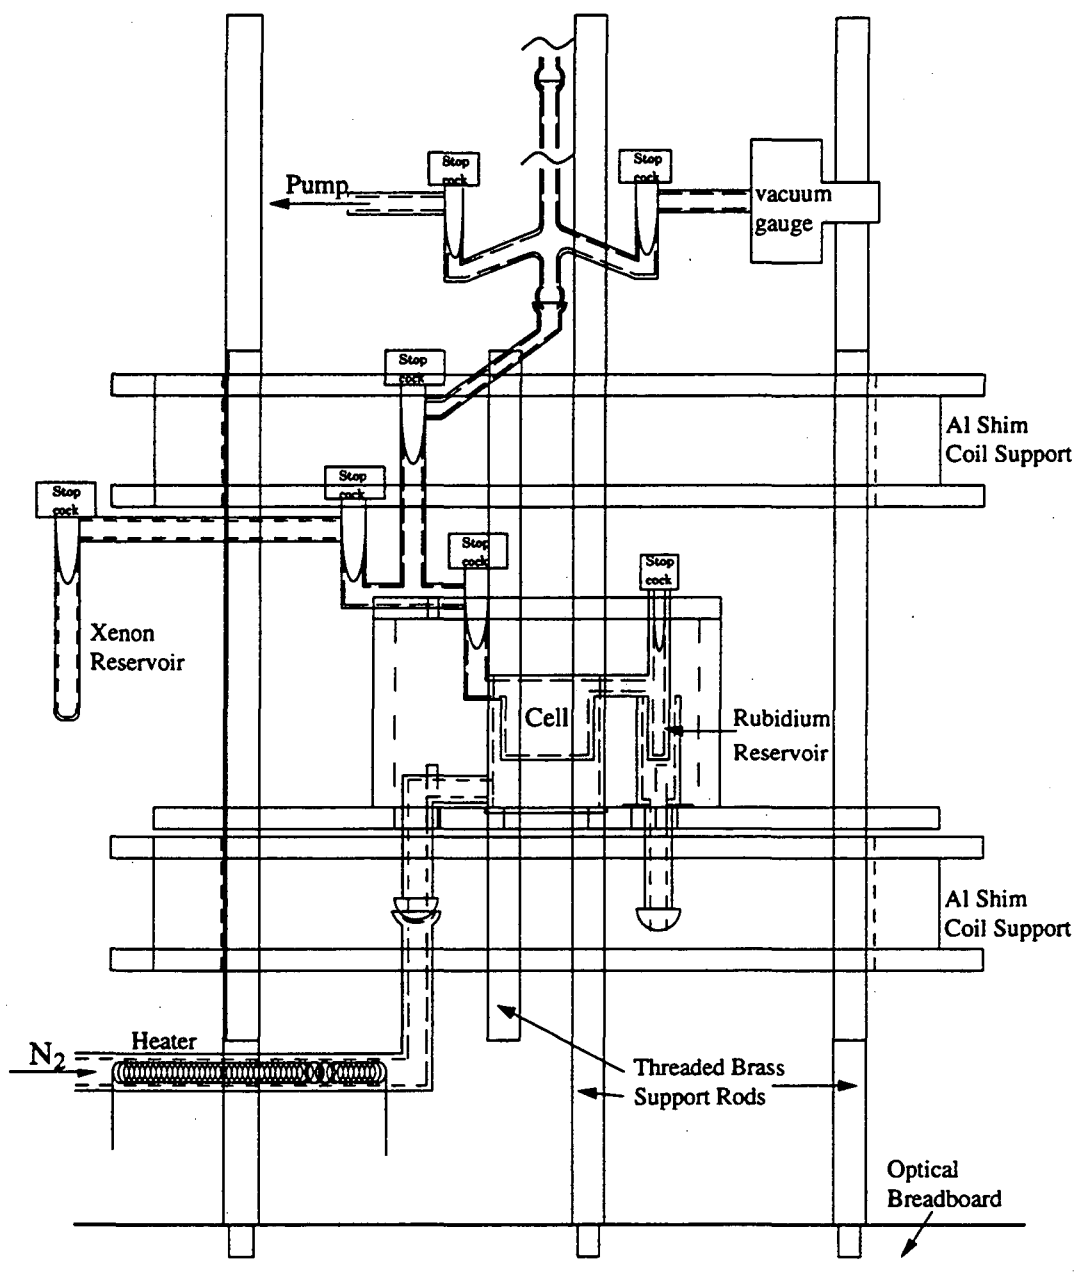 Stop
cock
Stop
cock
Pump
vacuum
gauge
Stop
cock
Al Shim
Coil Support
Stop
cock
Stop
cock
Stop
cock
Stop
cock
Xenon
Reservoir
Cell
Rubidium
Reservoir
Al Shim
Coil Support
Heater
N2
Threaded Brass
Support Rods
Optical
Breadboard